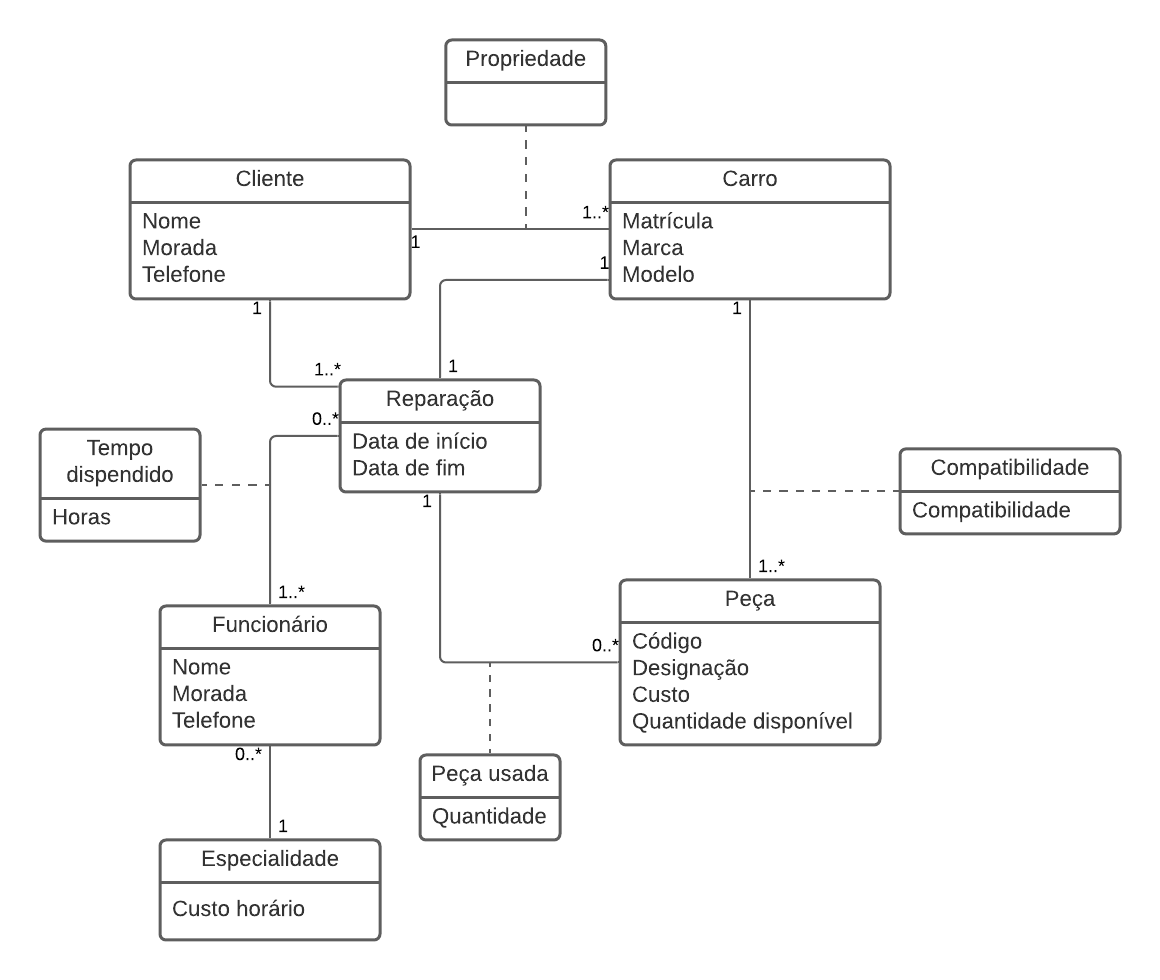 Propriedade
Cliente
Nome
Morada
Telefone
Carro
Matrícula
Marca
Modelo
1
1..*
1
1
1
1..*
Reparação
Data de início
Data de fim
0..*
1
Tempo
dispendido
Horas
1
Compatibilidade
Compatibilidade
1..*
1..*
Funcionário
Nome
Morada
Telefone
0..*
Peça
Código
Designação
Custo
Quantidade disponível
0..*
Peça usada
Quantidade
1
Especialidade
Custo horário